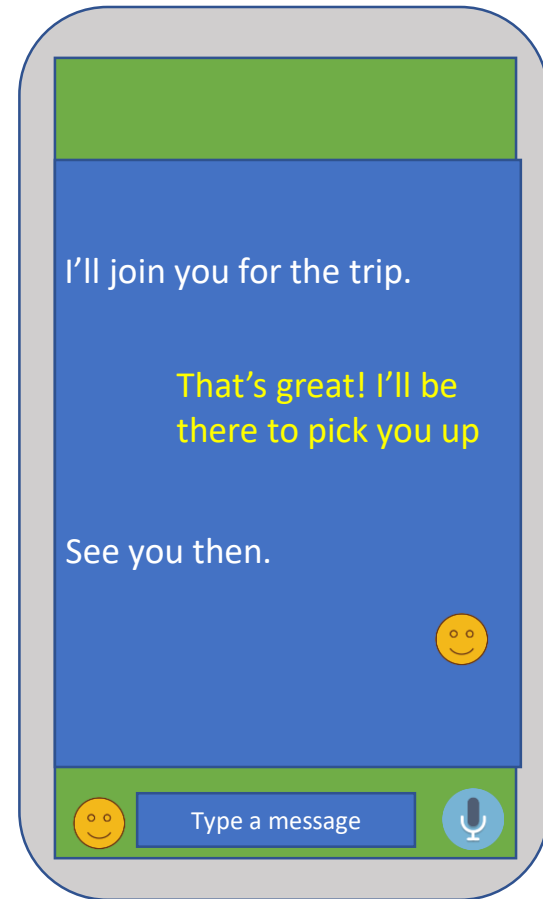 I’ll join you for the trip.
That’s great! I’ll be
there to pick you up
See you then.
Type a message